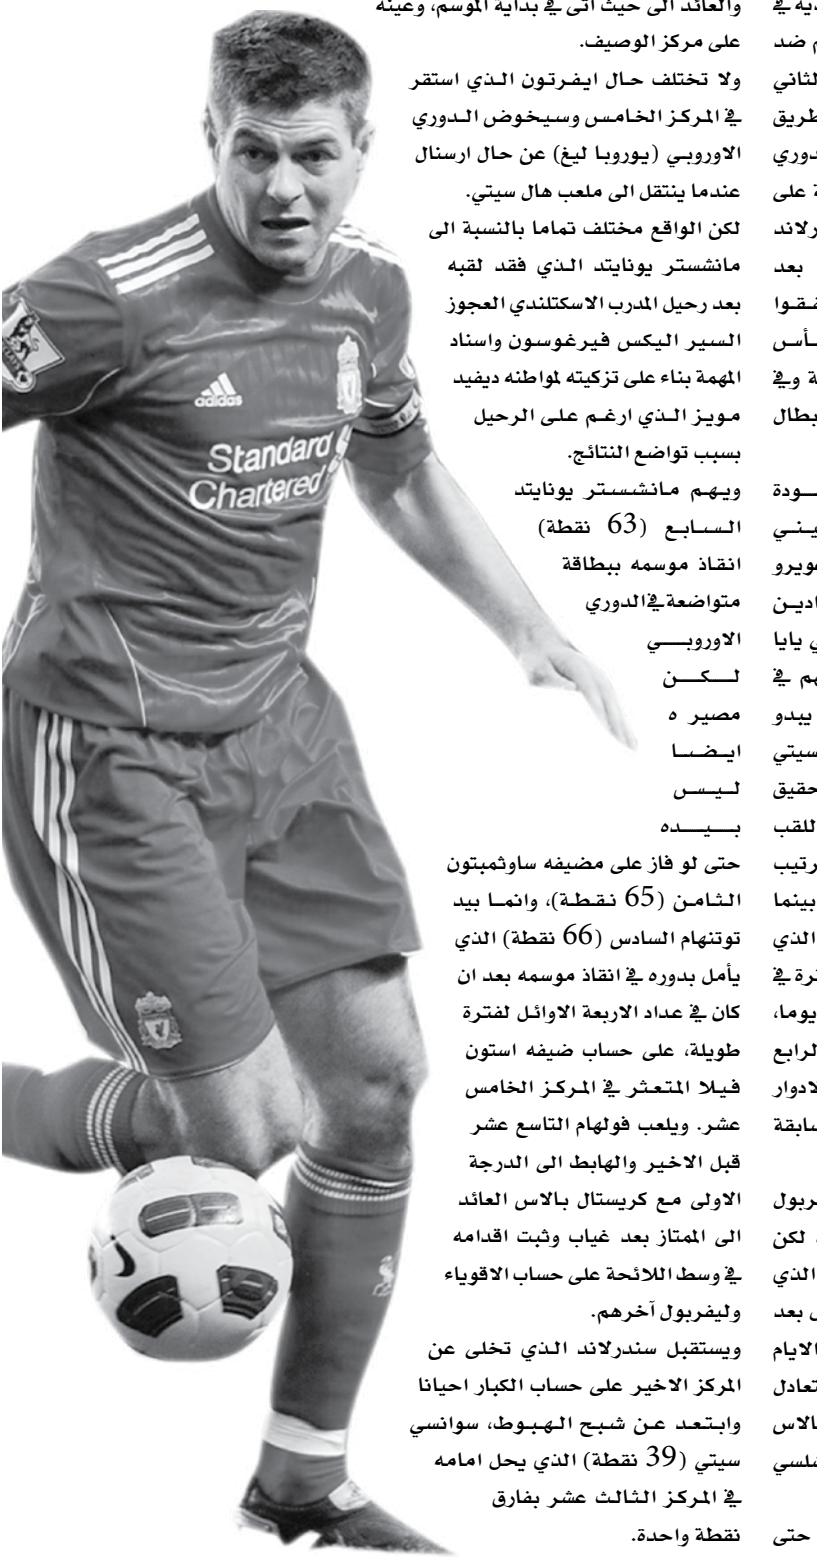 والعائد الى حيث اتى في بداية الموسم، وعينه
على مركز الوصيف.
ولا تختلف حال ايفرتون الذي استقر
في المركز الخامس وسيخوض الدوري
الاوروبي (يوروبا ليغ) عن حال ارسنال
عندما ينتقل الى ملعب هال سيتي.
لكن الواقع مختلف تماما بالنسبة الى
مانشستر يونايتد الذي فقد لقبه
بعد رحيل المدرب الاسكتلندي العجوز
السير اليكس فيرغوسون واسناد
المهمة بناء على تزكيته لمواطنه ديفيد
مويز الذي ارغم على الرحيل
بسبب تواضع النتائج.
ويهم مانشستر يونايتد
السابع (63 نقطة)
انقاذ موسمه ببطاقة
متواضعة في الدوري
الاوروبي
لكن
مصير ه
ايضا
ليس
بيده
حتى لو فاز على مضيفه ساوثمبتون
الثامن (65 نقطة)، وانما بيد
توتنهام السادس (66 نقطة) الذي
يأمل بدوره في انقاذ موسمه بعد ان
كان في عداد الاربعة الاوائل لفترة
طويلة، على حساب ضيفه استون
فيلا المتعثر في المركز الخامس
عشر. ويلعب فولهام التاسع عشر
قبل الاخير والهابط الى الدرجة
الاولى مع كريستال بالاس العائد
الى الممتاز بعد غياب وثبت اقدامه
في وسط اللائحة على حساب الاقوياء
وليفربول آخرهم.
ويستقبل سندرلاند الذي تخلى عن
المركز الاخير على حساب الكبار احيانا
وابتعد عن شبح الهبوط، سوانسي
سيتي (39 نقطة) الذي يحل امامه
في المركز الثالث عشر بفارق
نقطة واحدة.
adidas
Standard
Chartered